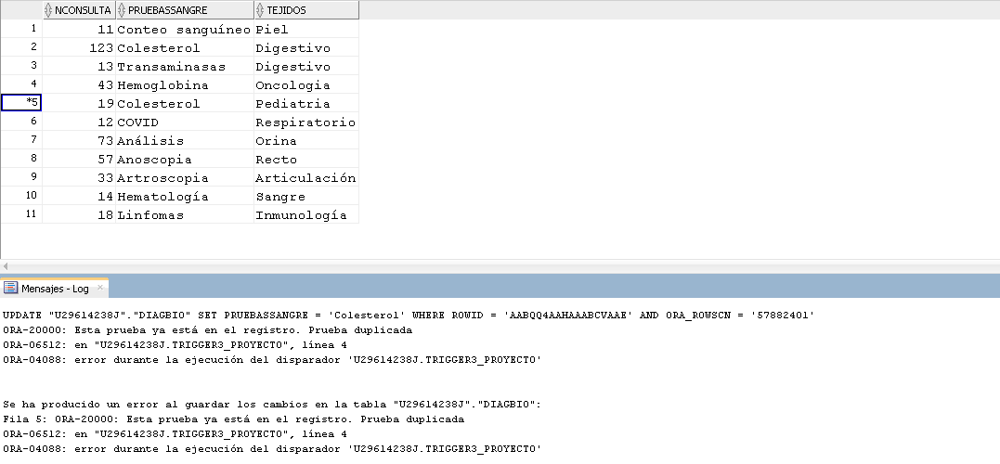 NCONSULTA PRUEBASSANGRE TEJIDOS
1 11 Conteo sanguíneo Piel
2 123 Colesterol Digestivo
3 13 Transaminasas Digestivo
4 43 Hemoglobina Oncologia
*5 19 Colesterol Pediatria
6 12 COVID Respiratorio
7 73 Análisis Orina
8 57 Anoscopia Recto
9 33 Artroscopia Articulación
10 14 Hematología Sangre
11 18 Linfomas Inmunología
Mensajes - Log
UPDATE "U29614238J"."DIAGBIO" SET PRUEBASSANGRE = 'Colesterol' WHERE ROWID = 'AABQQ4AAHAAABCVAAE' AND ORA_ROWSCN = '57882401'
ORA-20000: Esta prueba ya está en el registro. Prueba duplicada
ORA-06512: en "U29614238J.TRIGGER3_PROYECTO", línea 4
ORA-04088: error durante la ejecución del disparador 'U29614238J.TRIGGER3_PROYECTO'
Se ha producido un error al guardar los cambios en la tabla "U29614238J"."DIAGBIO":
Fila 5: ORA-20000: Esta prueba ya está en el registro. Prueba duplicada
ORA-06512: en "U29614238J.TRIGGER3_PROYECTO", línea 4
ORA-04088: error durante la ejecución del disparador 'U29614238J.TRIGGER3_PROYECTO'